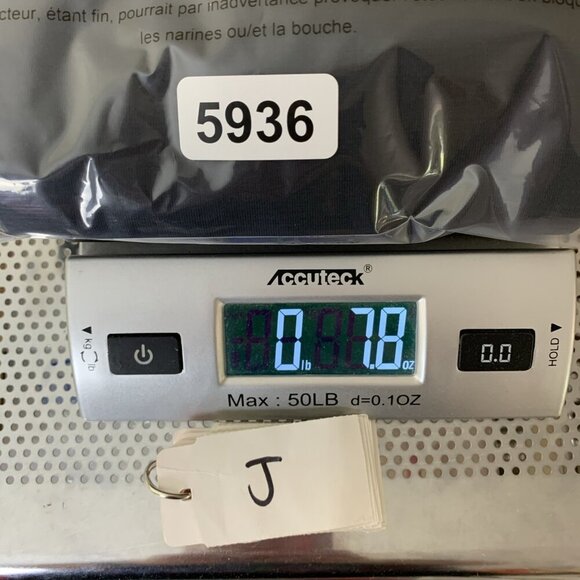 cteur, étant fin, pourrait par inadvertance
les narines ou/et la bouche.
5936
Accuteck®
kg lb
0 lb 7.8 oz
0.0
HOLD
Max : 50LB d=0.1OZ
J